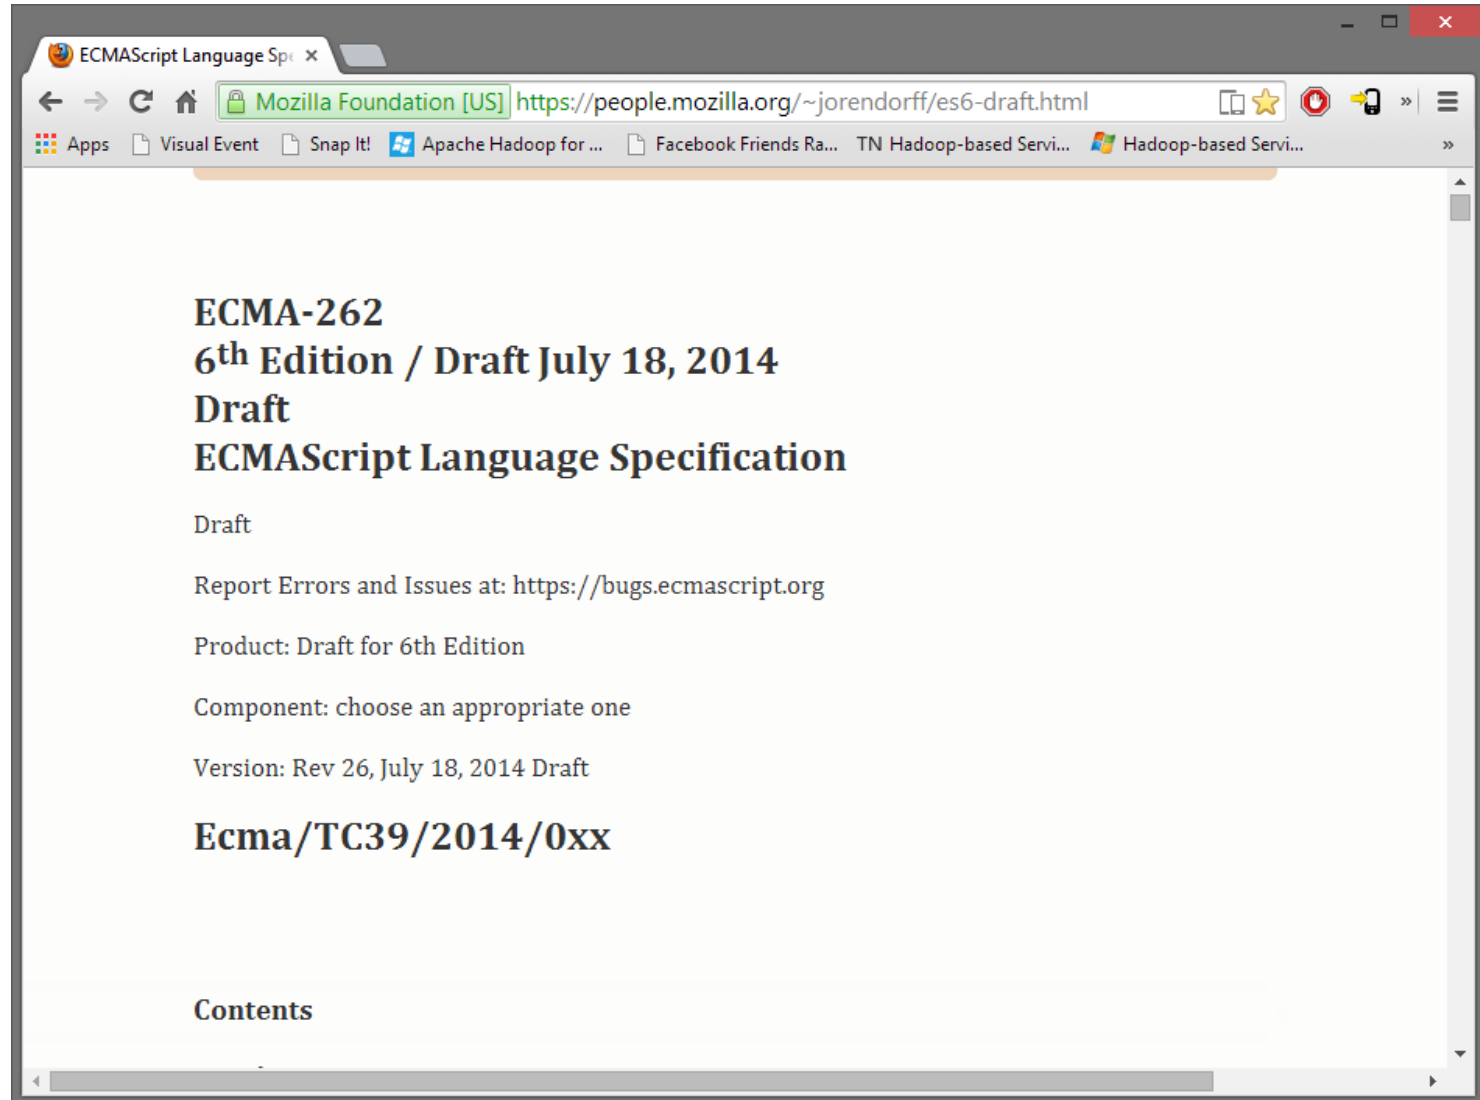 ECMAScript Language Spe
Mozilla Foundation [US] https://people.mozilla.org/~jorendorff/es6-draft.html
Apps Visual Event Snap It! Apache Hadoop for ... Facebook Friends Ra... TN Hadoop-based Servi... Hadoop-based Servi... »
ECMA-262
6th Edition / Draft July 18, 2014
Draft
ECMAScript Language Specification
Draft
Report Errors and Issues at: https://bugs.ecmascript.org
Product: Draft for 6th Edition
Component: choose an appropriate one
Version: Rev 26, July 18, 2014 Draft
Ecma/TC39/2014/0xx
Contents